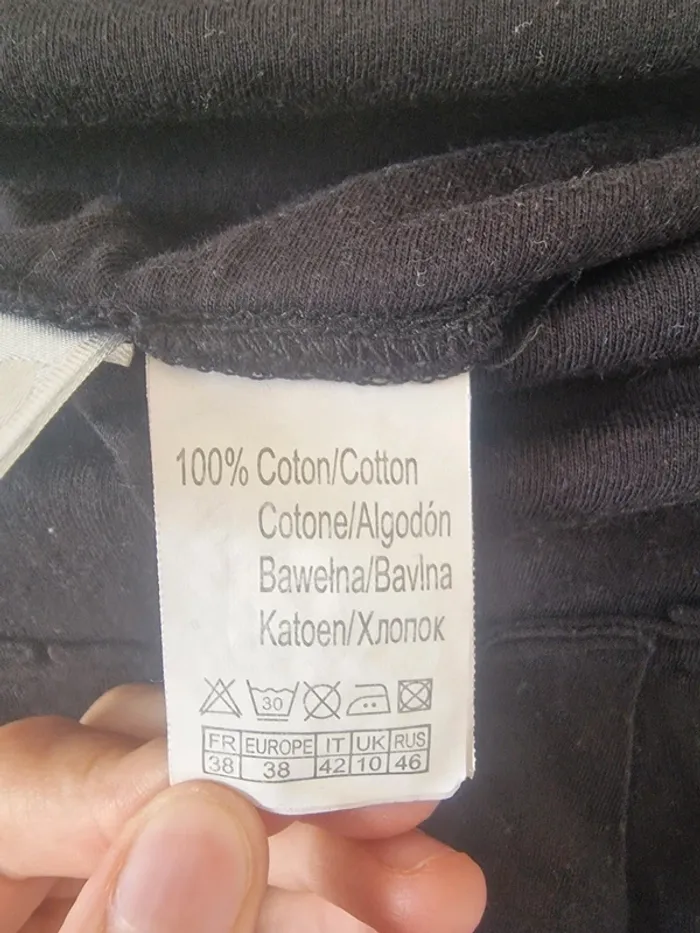 100% Coton/Cotton
Cotone/Algodón
Bawełna/Bavlna
Katoen/Хлопок
30
FR EUROPE IT UK RUS
38 38 42 10 46